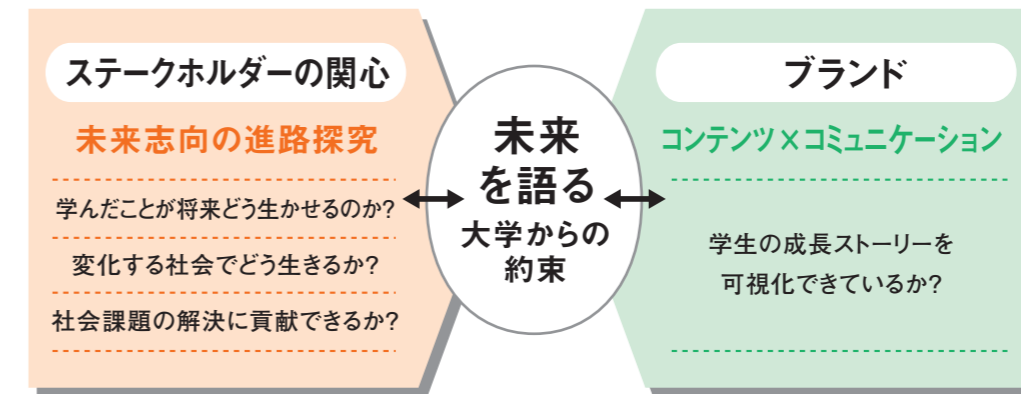 ステークホルダーの関心
未来志向の進路探究
学んだことが将来どう生かせるのか?
変化する社会でどう生きるか?
社会課題の解決に貢献できるか?
未来
を語る
大学からの
約束
ブランド
コンテンツ×コミュニケーション
学生の成長ストーリーを
可視化できているか?